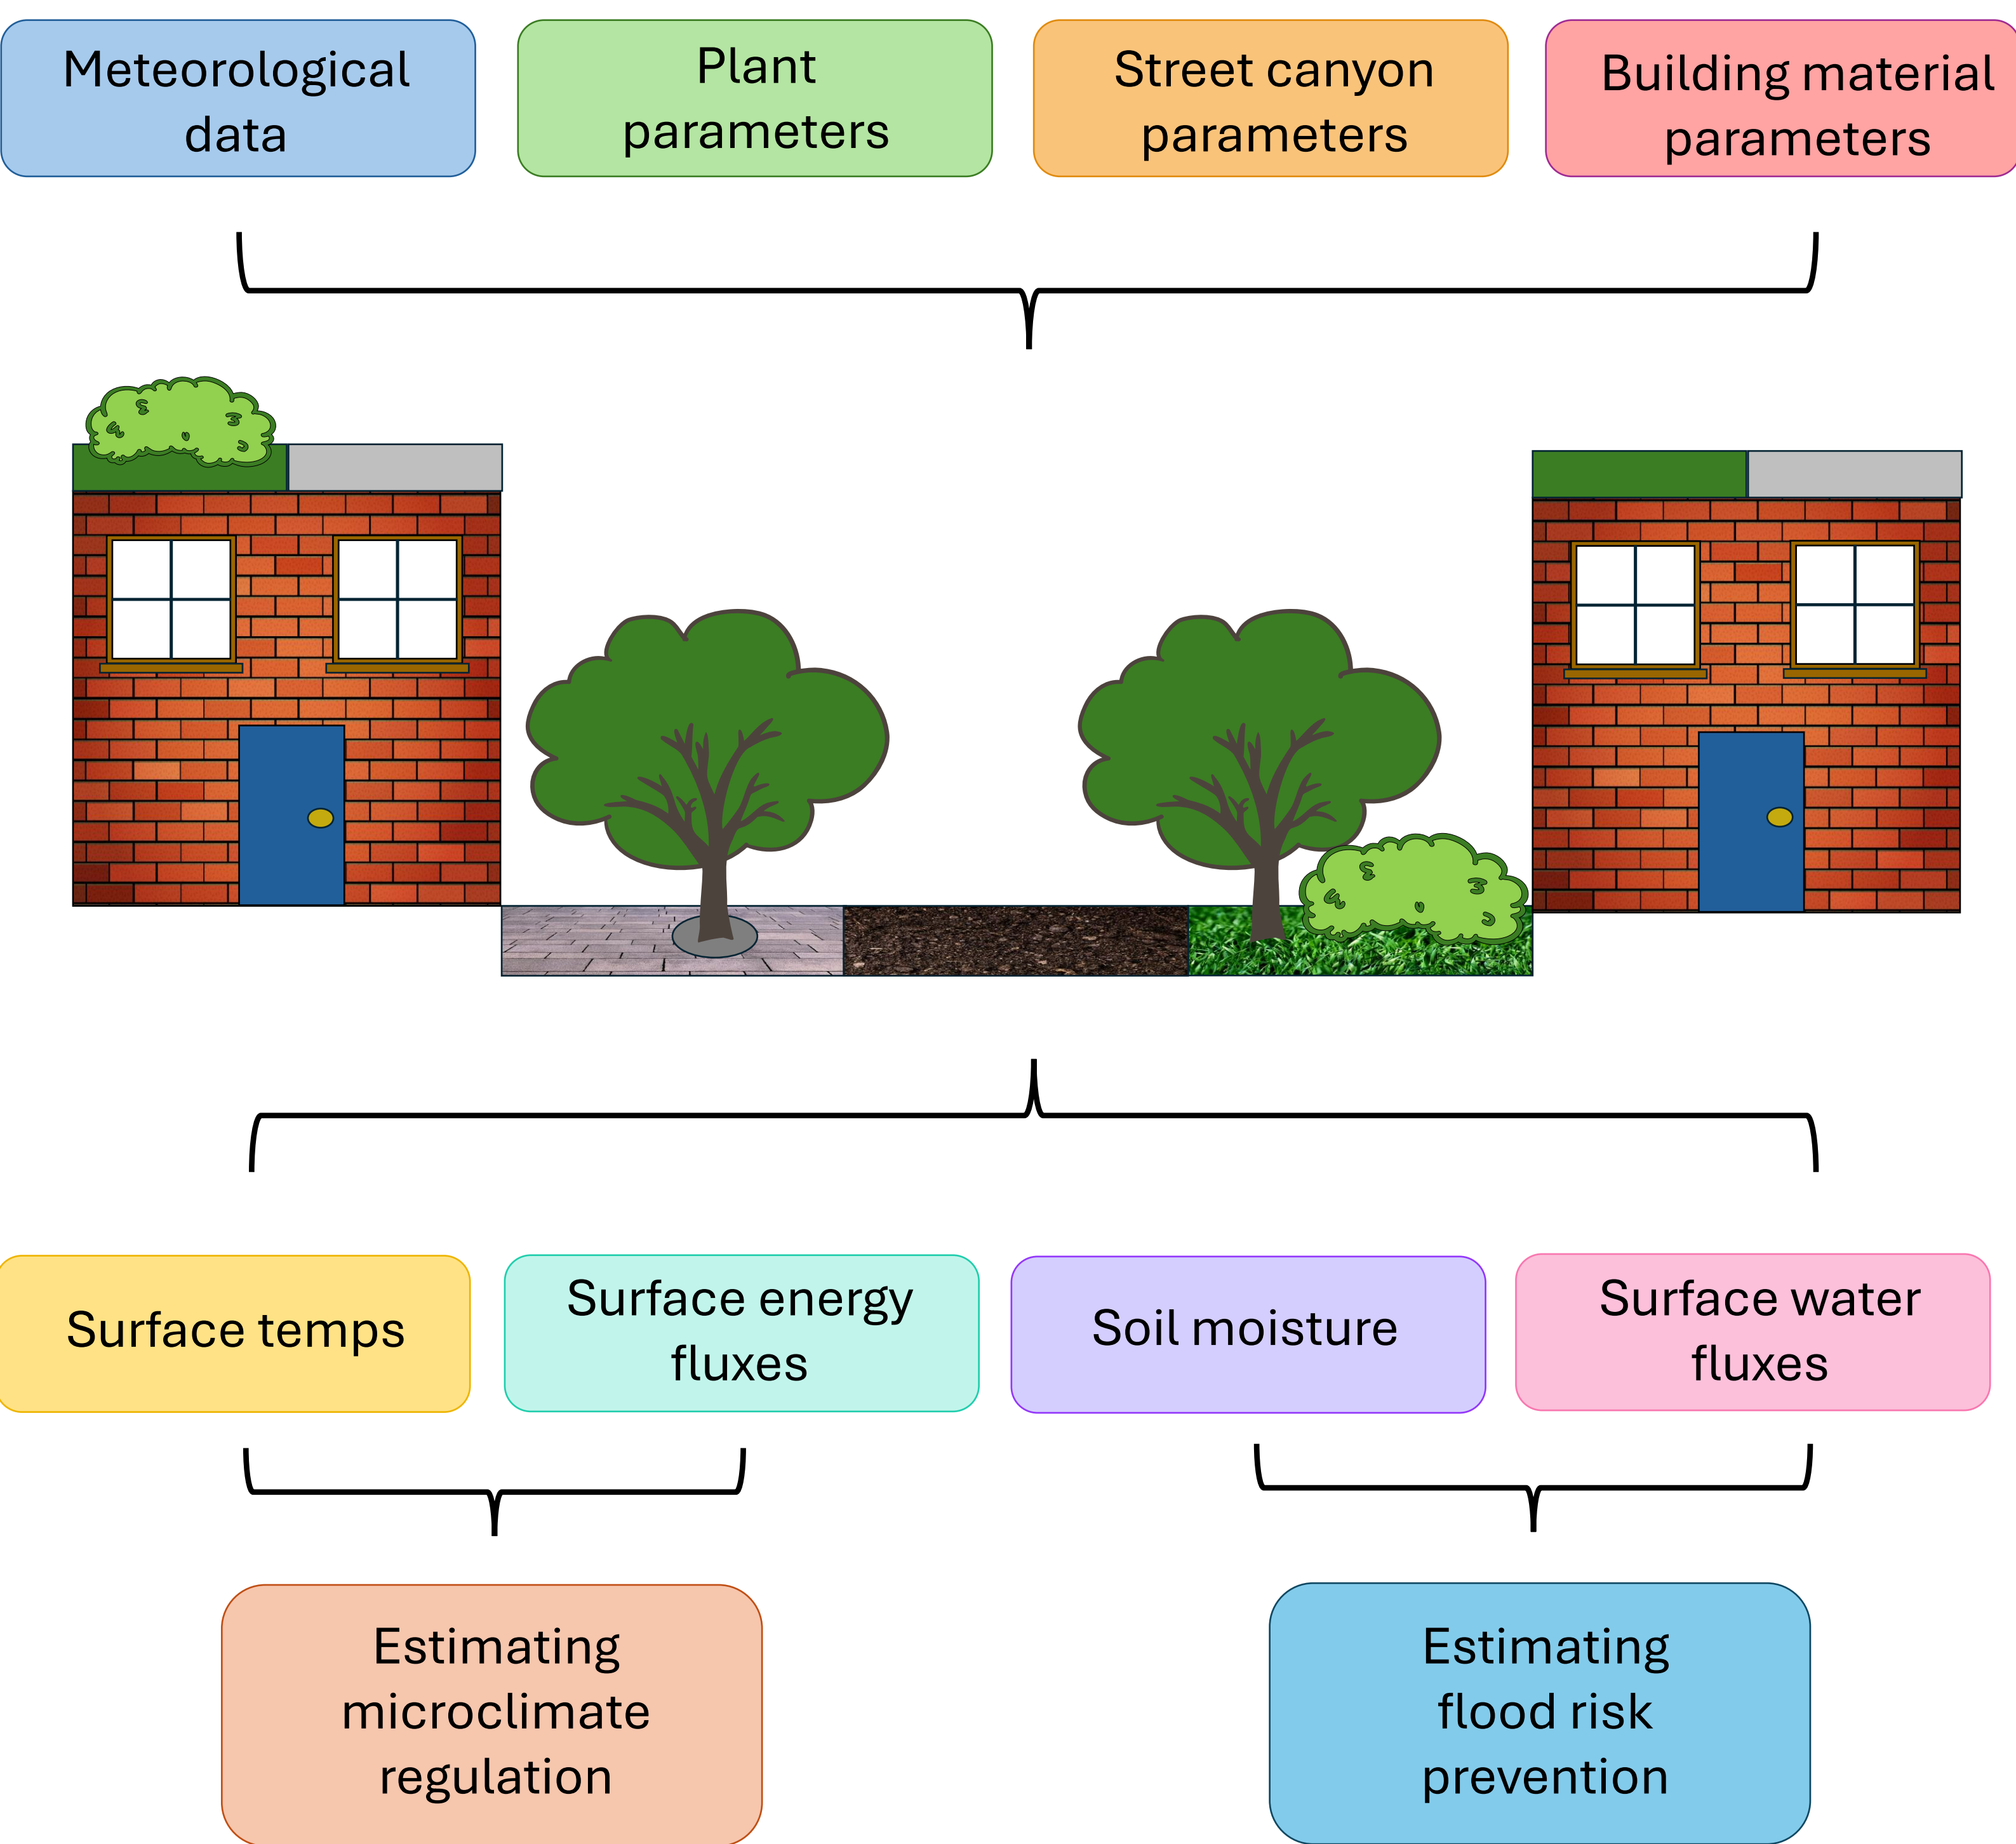 Meteorological
data
Plant
parameters
Street canyon
parameters
Building material
parameters
Surface temps
Surface energy
fluxes
Soil moisture
Surface water
fluxes
Estimating
microclimate
regulation
Estimating
flood risk
prevention